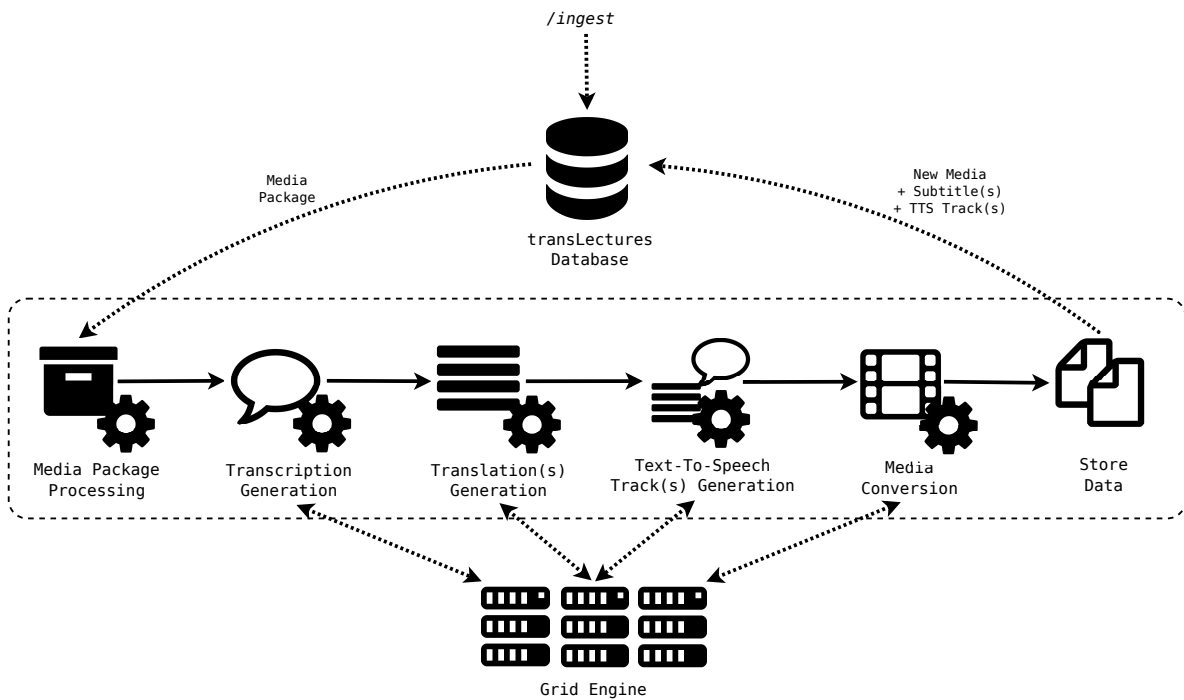 /ingest
Media
Package
New Media
+ Subtitle(s)
+ TTS Track(s)
transLectures
Database
Media Package
Processing
Transcription
Generation
Translation(s)
Generation
Text-To-Speech
Track(s) Generation
Media
Conversion
Store
Data
Grid Engine